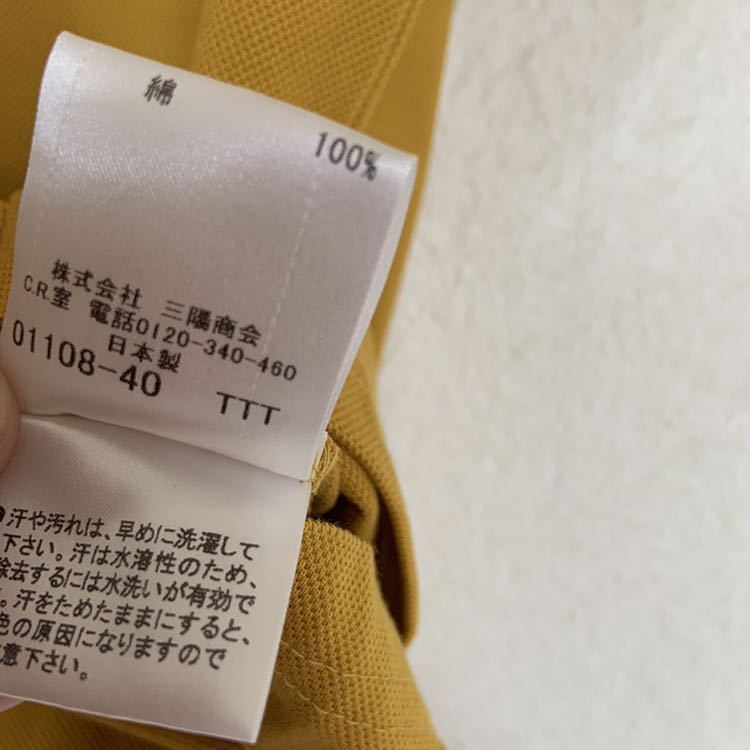 綿
100%
株式会社 三陽商会
C.R.室 電話0120-340-460
日本製
01108-40 TTT
●汗や汚れは、早めに洗濯して
下さい。汗は水溶性のため、
除去するには水洗いが有効で
。汗をためたままにすると、
色の原因になりますので
意下さい。